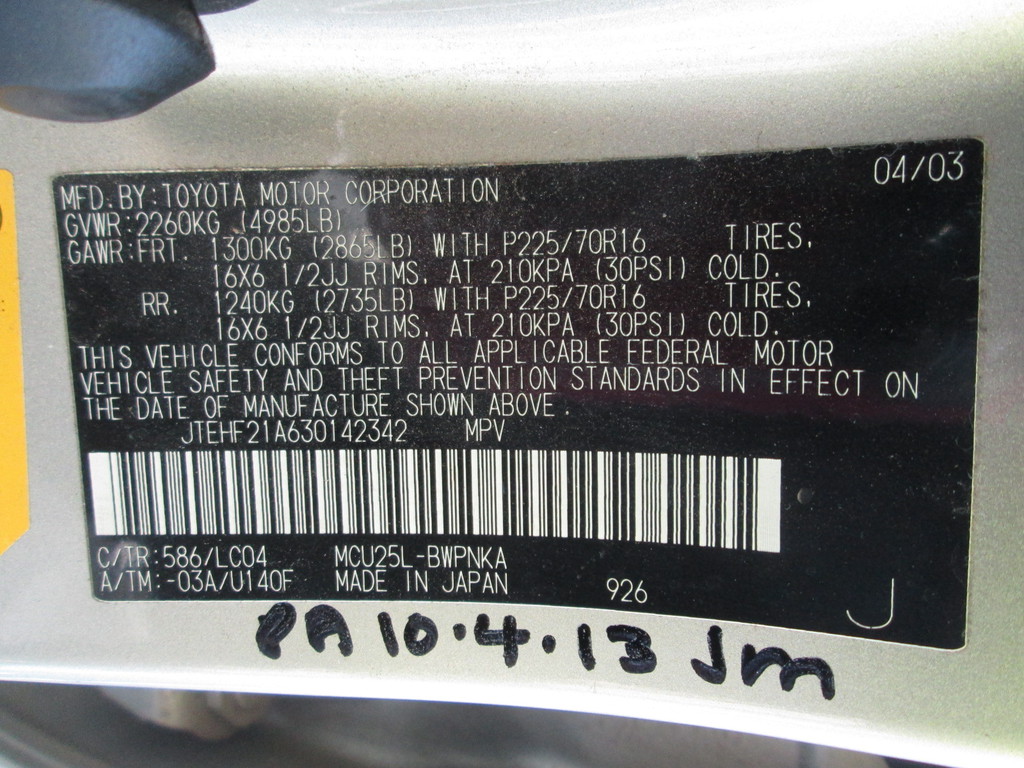 04/03
MFD. BY: TOYOTA MOTOR CORPORATION
GVWR: 2260KG (4985LB)
GAWR: FRT. 1300KG (2865LB) WITH P225/70R16 TIRES,
16X6 1/2JJ RIMS, AT 210KPA (30PSI) COLD.
RR. 1240KG (2735LB) WITH P225/70R16 TIRES,
16X6 1/2JJ RIMS, AT 210KPA (30PSI) COLD.
THIS VEHICLE CONFORMS TO ALL APPLICABLE FEDERAL MOTOR
VEHICLE SAFETY AND THEFT PREVENTION STANDARDS IN EFFECT ON
THE DATE OF MANUFACTURE SHOWN ABOVE.
JTEHF21A630142342 MPV
C/TR: 586/LC04 MCU25L-BWPNKA
A/TM: -03A/U140F MADE IN JAPAN 926 J
PA 10.4.13 Jm